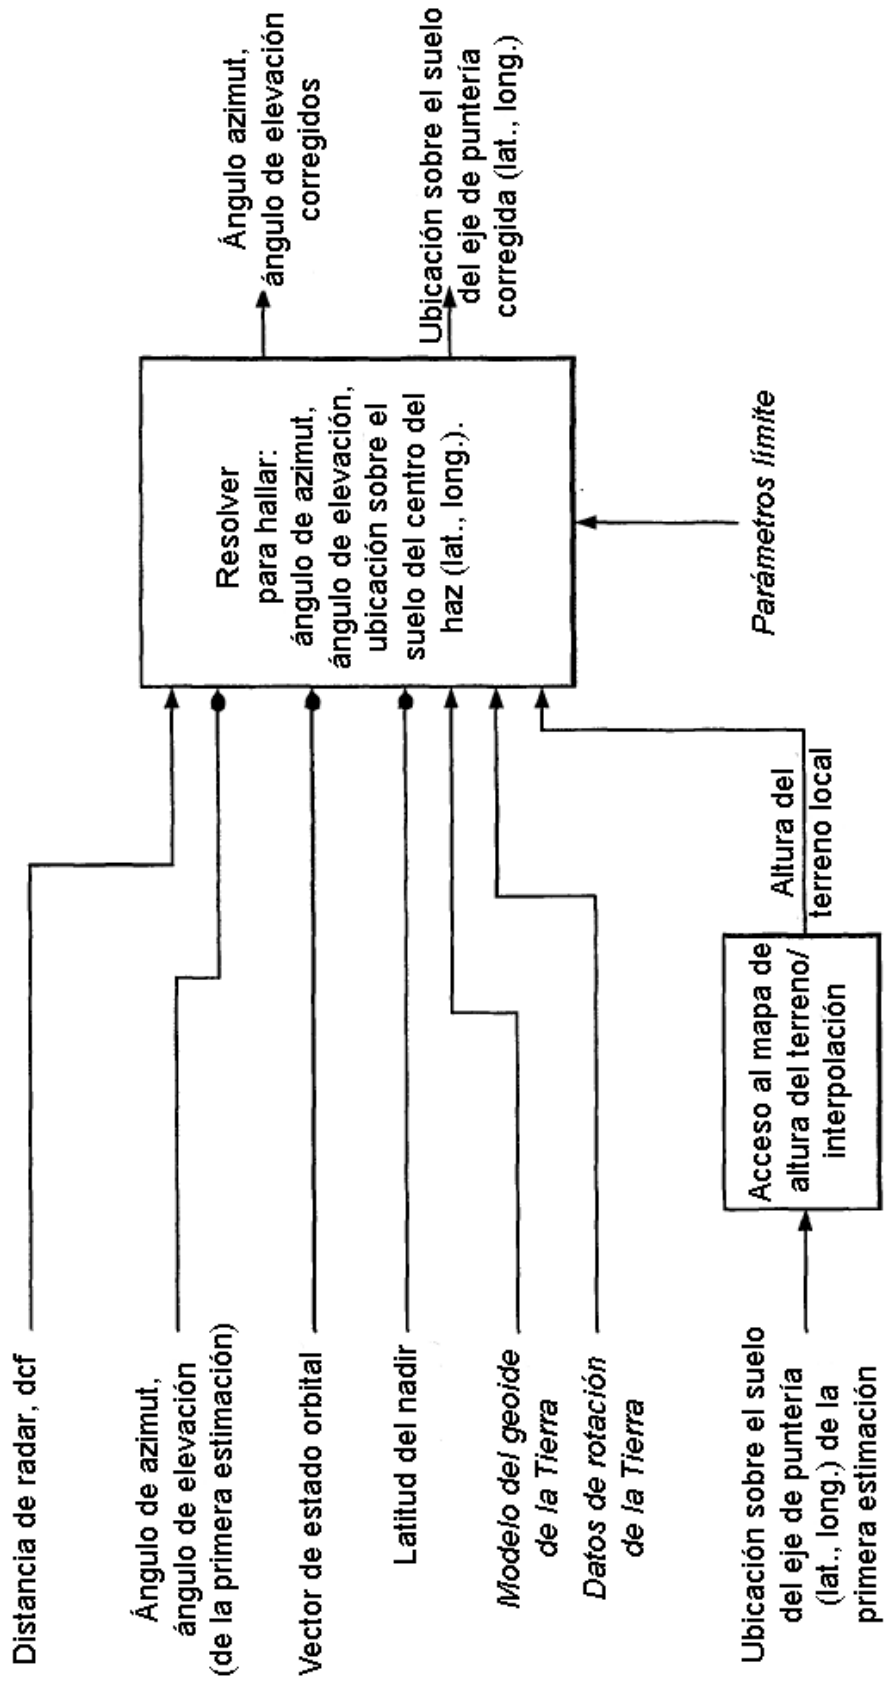 Distancia de radar, dcf
Ángulo de azimut,
ángulo de elevación
(de la primera estimación)
Vector de estado orbital
Latitud del nadir
Modelo del geoide
de la Tierra
Datos de rotación
de la Tierra
Ubicación sobre el suelo
del eje de puntería
(lat., long.) de la
primera estimación
Acceso al mapa de
altura del terreno/
interpolación
Altura del
terreno local
Resolver
para hallar:
ángulo de azimut,
ángulo de elevación,
ubicación sobre el
suelo del centro del
haz (lat., long.).
Parámetros límite
Ángulo azimut,
ángulo de elevación
corregidos
Ubicación sobre el suelo
del eje de puntería
corregida (lat., long.)